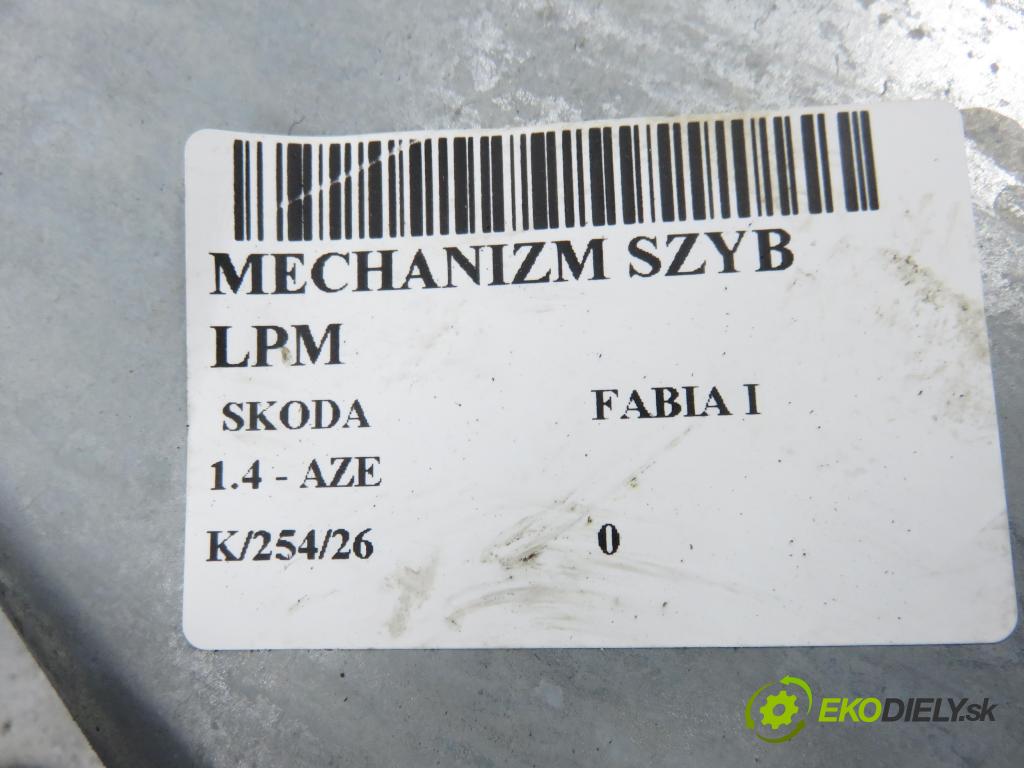 MECHANIZM SZYB
LPM
SKODA FABIA I
1.4 - AZE
K/254/26 0
EKODIELY.sk